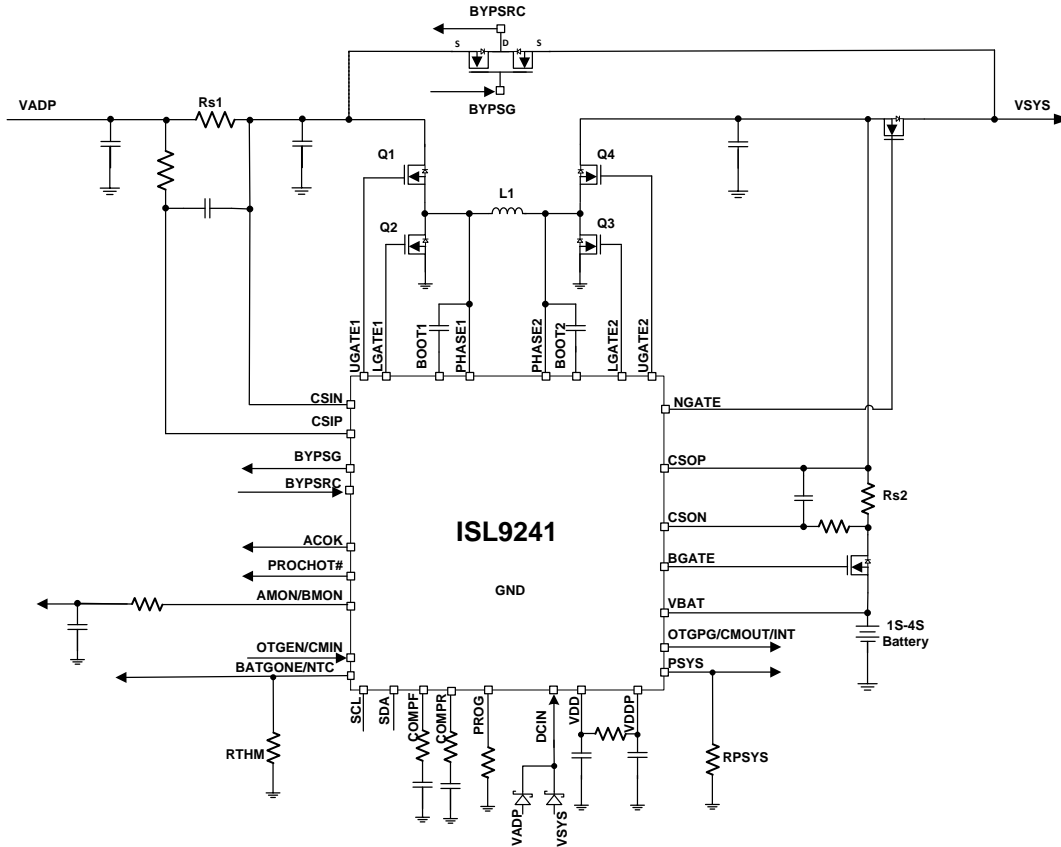 BYPSRC
S D S
BYPSG
VADP
Rs1
VSYS
Q1
Q4
L1
Q2
Q3
UGATE1
LGATE1
BOOT1
PHASE1
PHASE2
BOOT2
LGATE2
UGATE2
CSIN
NGATE
CSIP
BYPSG
CSOP
BYPSRC
Rs2
ISL9241
CSON
ACOK
BGATE
PROCHOT#
GND
AMON/BMON
VBAT
1S-4S
Battery
OTGPG/CMOUT/INT
OTGEN/CMIN
BATGONE/NTC
PSYS
SCL
SDA
COMPF
COMPR
PROG
DCIN
VDD
VDDP
RTHM
RPSYS
VADP
VSYS